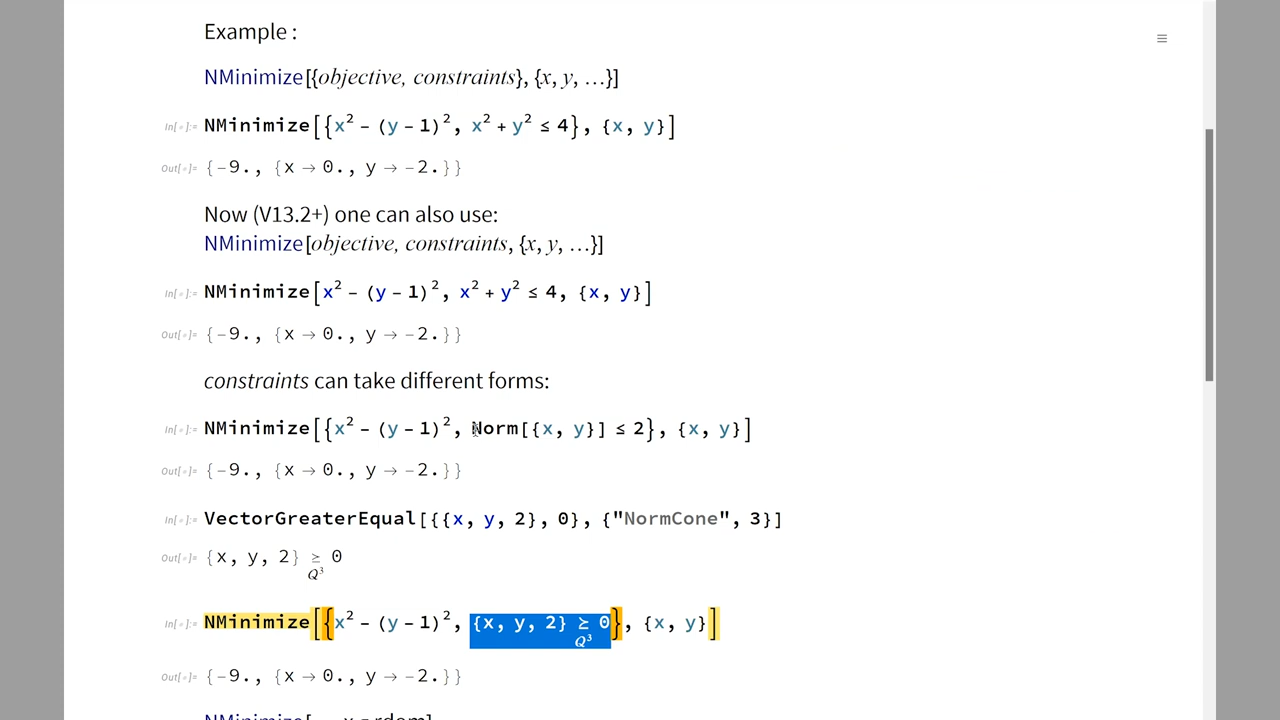 Example :
NMinimize[{objective, constraints}, {x, y, …}]
In[◦]:= NMinimize[{x² – (y – 1)², x² + y² ≤ 4}, {x, y}]
Out[◦]= {–9., {x → 0., y → –2.}}
Now (V13.2+) one can also use:
NMinimize[objective, constraints, {x, y, …}]
In[◦]:= NMinimize[x² – (y – 1)², x² + y² ≤ 4, {x, y}]
Out[◦]= {–9., {x → 0., y → –2.}}
constraints can take different forms:
In[◦]:= NMinimize[{x² – (y – 1)², Norm[{x, y}] ≤ 2}, {x, y}]
Out[◦]= {–9., {x → 0., y → –2.}}
In[◦]:= VectorGreaterEqual[{{x, y, 2}, 0}, {"NormCone", 3}]
Out[◦]= {x, y, 2} ⪰ 0
𝒬³
In[◦]:= NMinimize[{x² – (y – 1)², {x, y, 2} ⪰ 0}, {x, y}]
𝒬³
Out[◦]= {–9., {x → 0., y → –2.}}